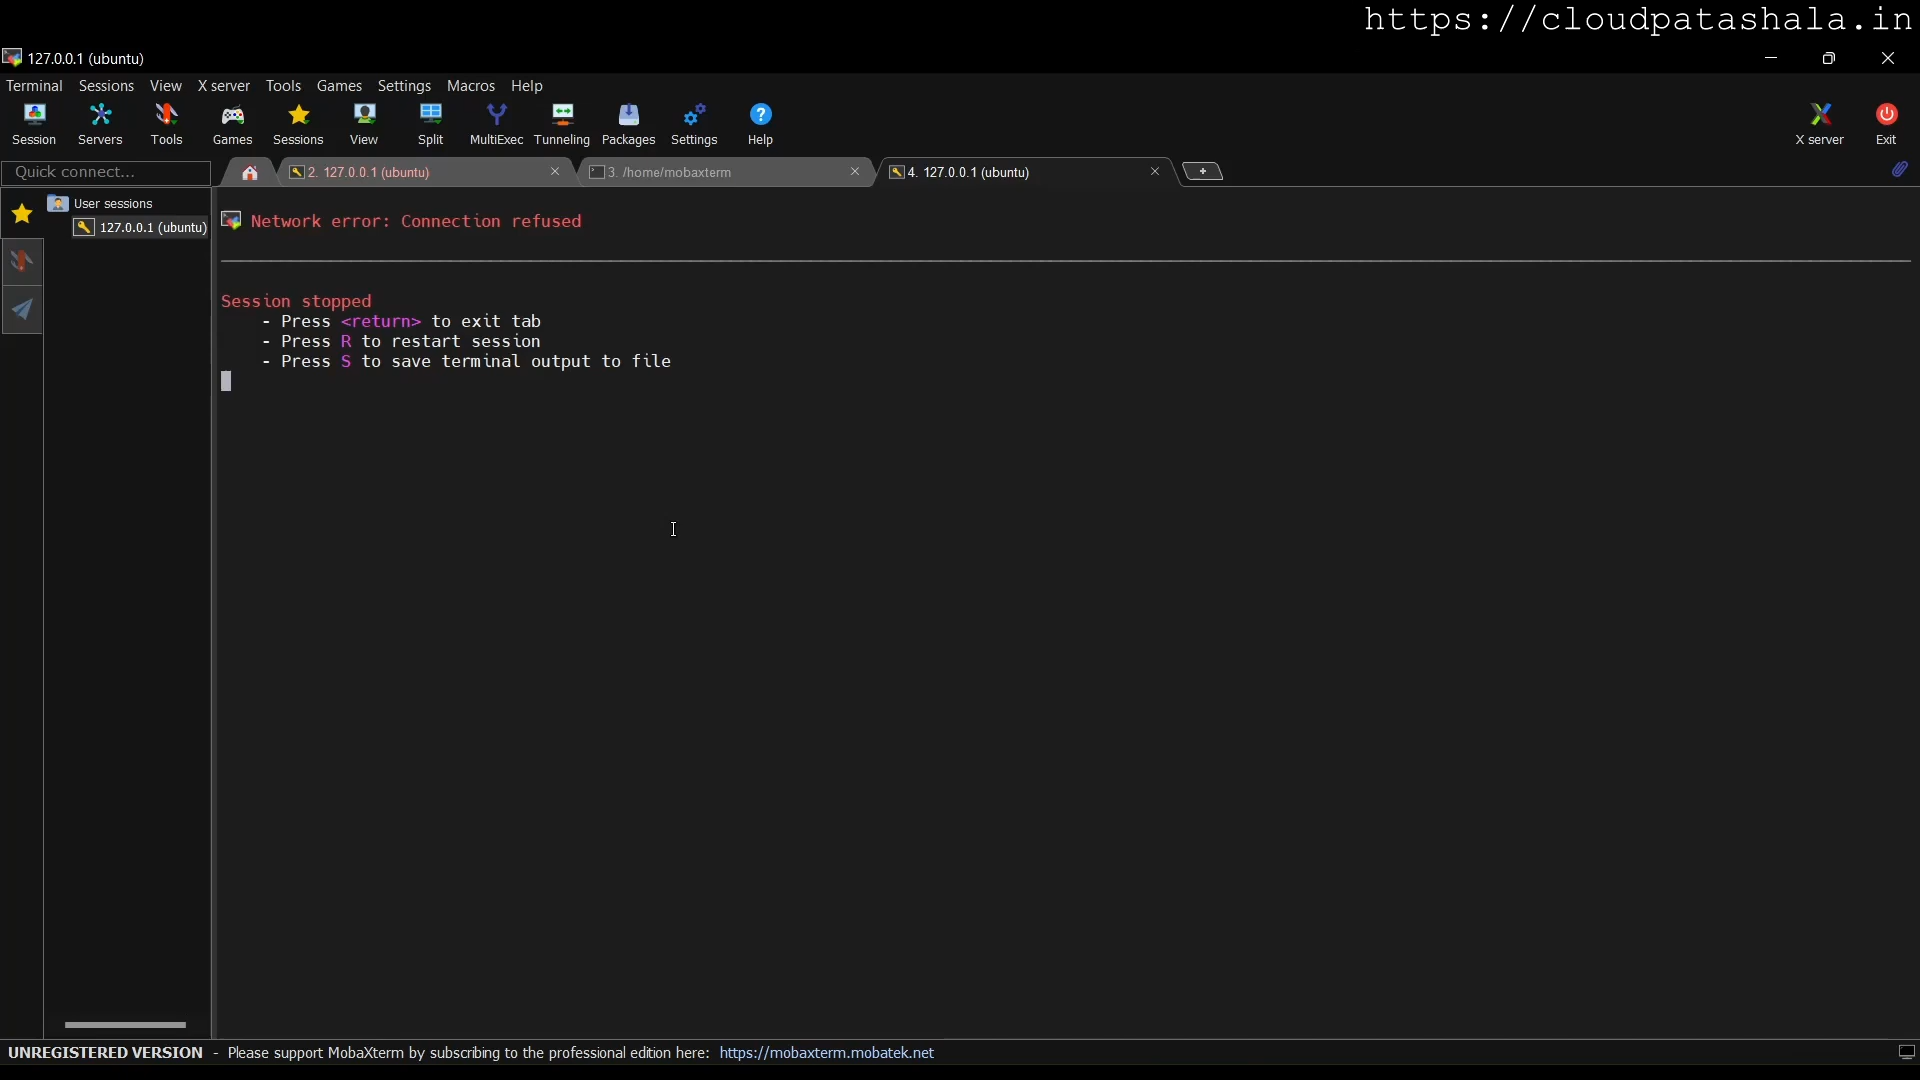 https://cloudpatashala.in
127.0.0.1 (ubuntu)
Terminal Sessions View X server Tools Games Settings Macros Help
Session Servers Tools Games Sessions View Split MultiExec Tunneling Packages Settings Help X server Exit
Quick connect...
2. 127.0.0.1 (ubuntu)
3. /home/mobaxterm
4. 127.0.0.1 (ubuntu)
User sessions
127.0.0.1 (ubuntu)
Network error: Connection refused
Session stopped
- Press <return> to exit tab
- Press R to restart session
- Press S to save terminal output to file
UNREGISTERED VERSION - Please support MobaXterm by subscribing to the professional edition here: https://mobaxterm.mobatek.net